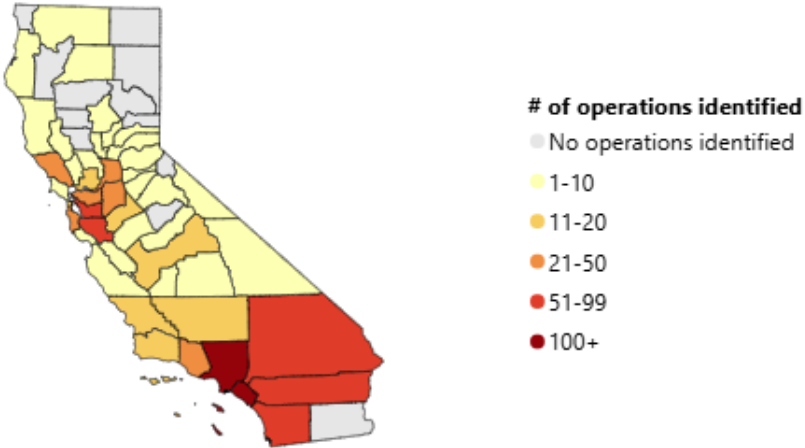 # of operations identified
No operations identified
1-10
11-20
21-50
51-99
100+